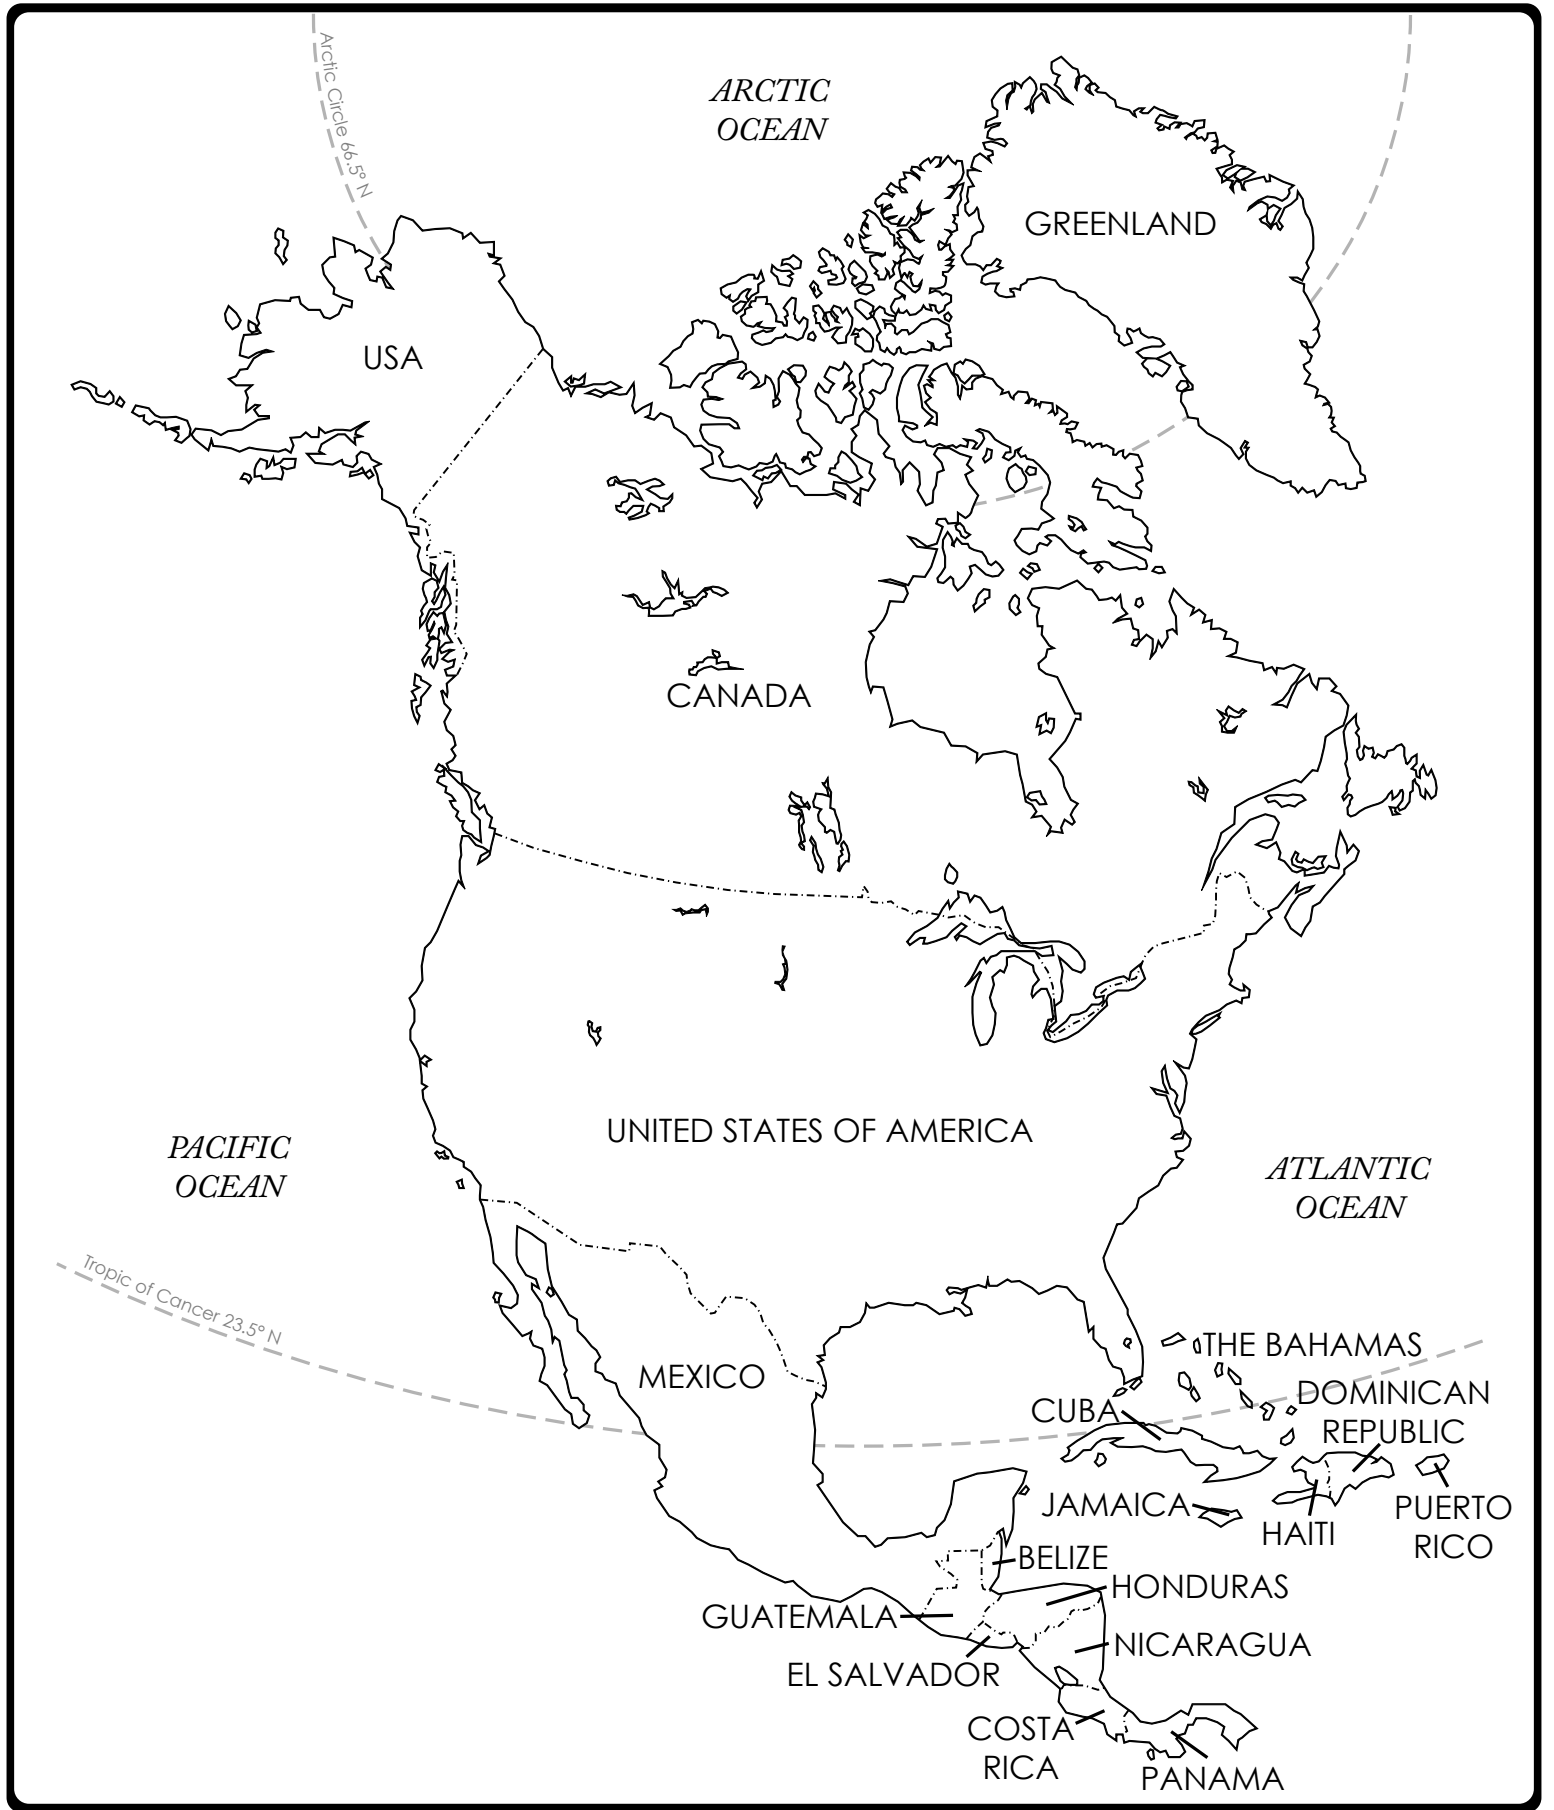 Arctic Circle 66.5° N
ARCTIC
OCEAN
GREENLAND
USA
CANADA
UNITED STATES OF AMERICA
PACIFIC
OCEAN
ATLANTIC
OCEAN
Tropic of Cancer 23.5° N
THE BAHAMAS
MEXICO
DOMINICAN
REPUBLIC
CUBA
JAMAICA
HAITI
PUERTO
RICO
BELIZE
HONDURAS
GUATEMALA
NICARAGUA
EL SALVADOR
COSTA
RICA
PANAMA